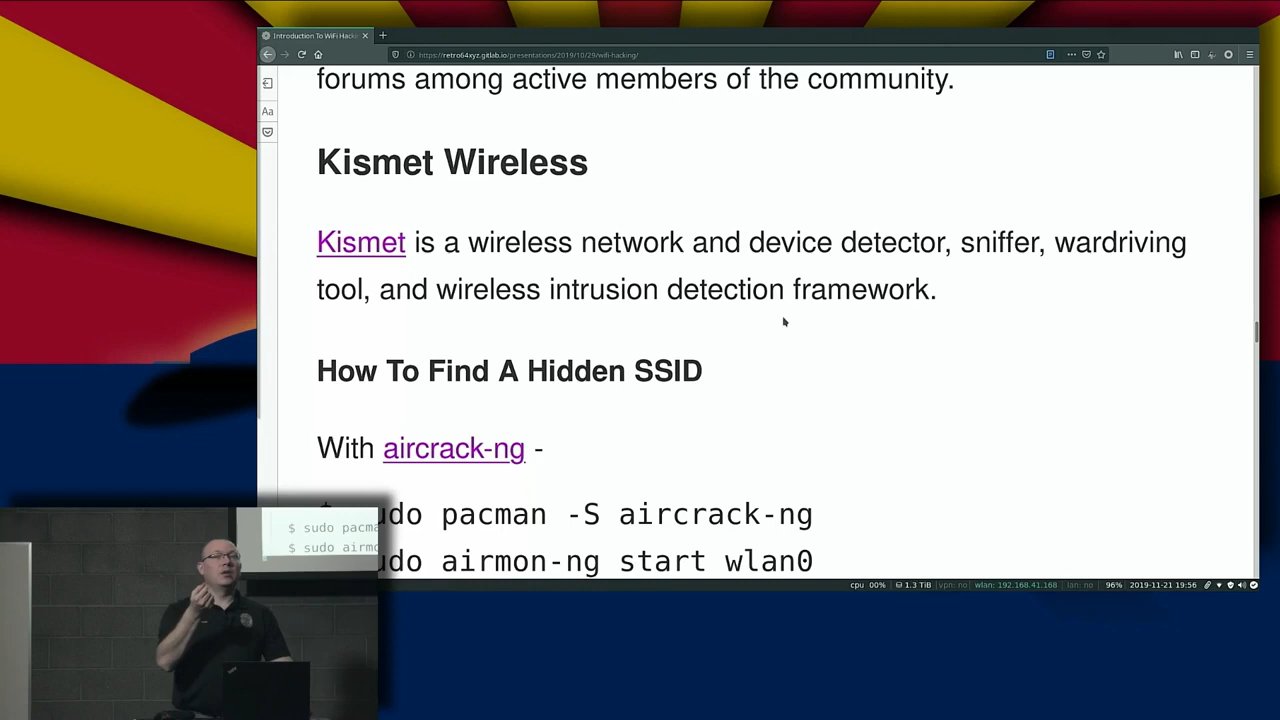 Introduction To WiFi Hacke
https://retro64xyz.gitlab.io/presentations/2019/10/29/wifi-hacking/
Aa
forums among active members of the community.
Kismet Wireless
Kismet is a wireless network and device detector, sniffer, wardriving
tool, and wireless intrusion detection framework.
How To Find A Hidden SSID
With aircrack-ng -
$ sudo pacman -S aircrack-ng
udo airmon-ng start wlan0
$ sudo pacma
$ sudo airmo
cpu 00% 1.3 TiB vpn: no wlan: 192.168.41.168 lan: no 96% 2019-11-21 19:56